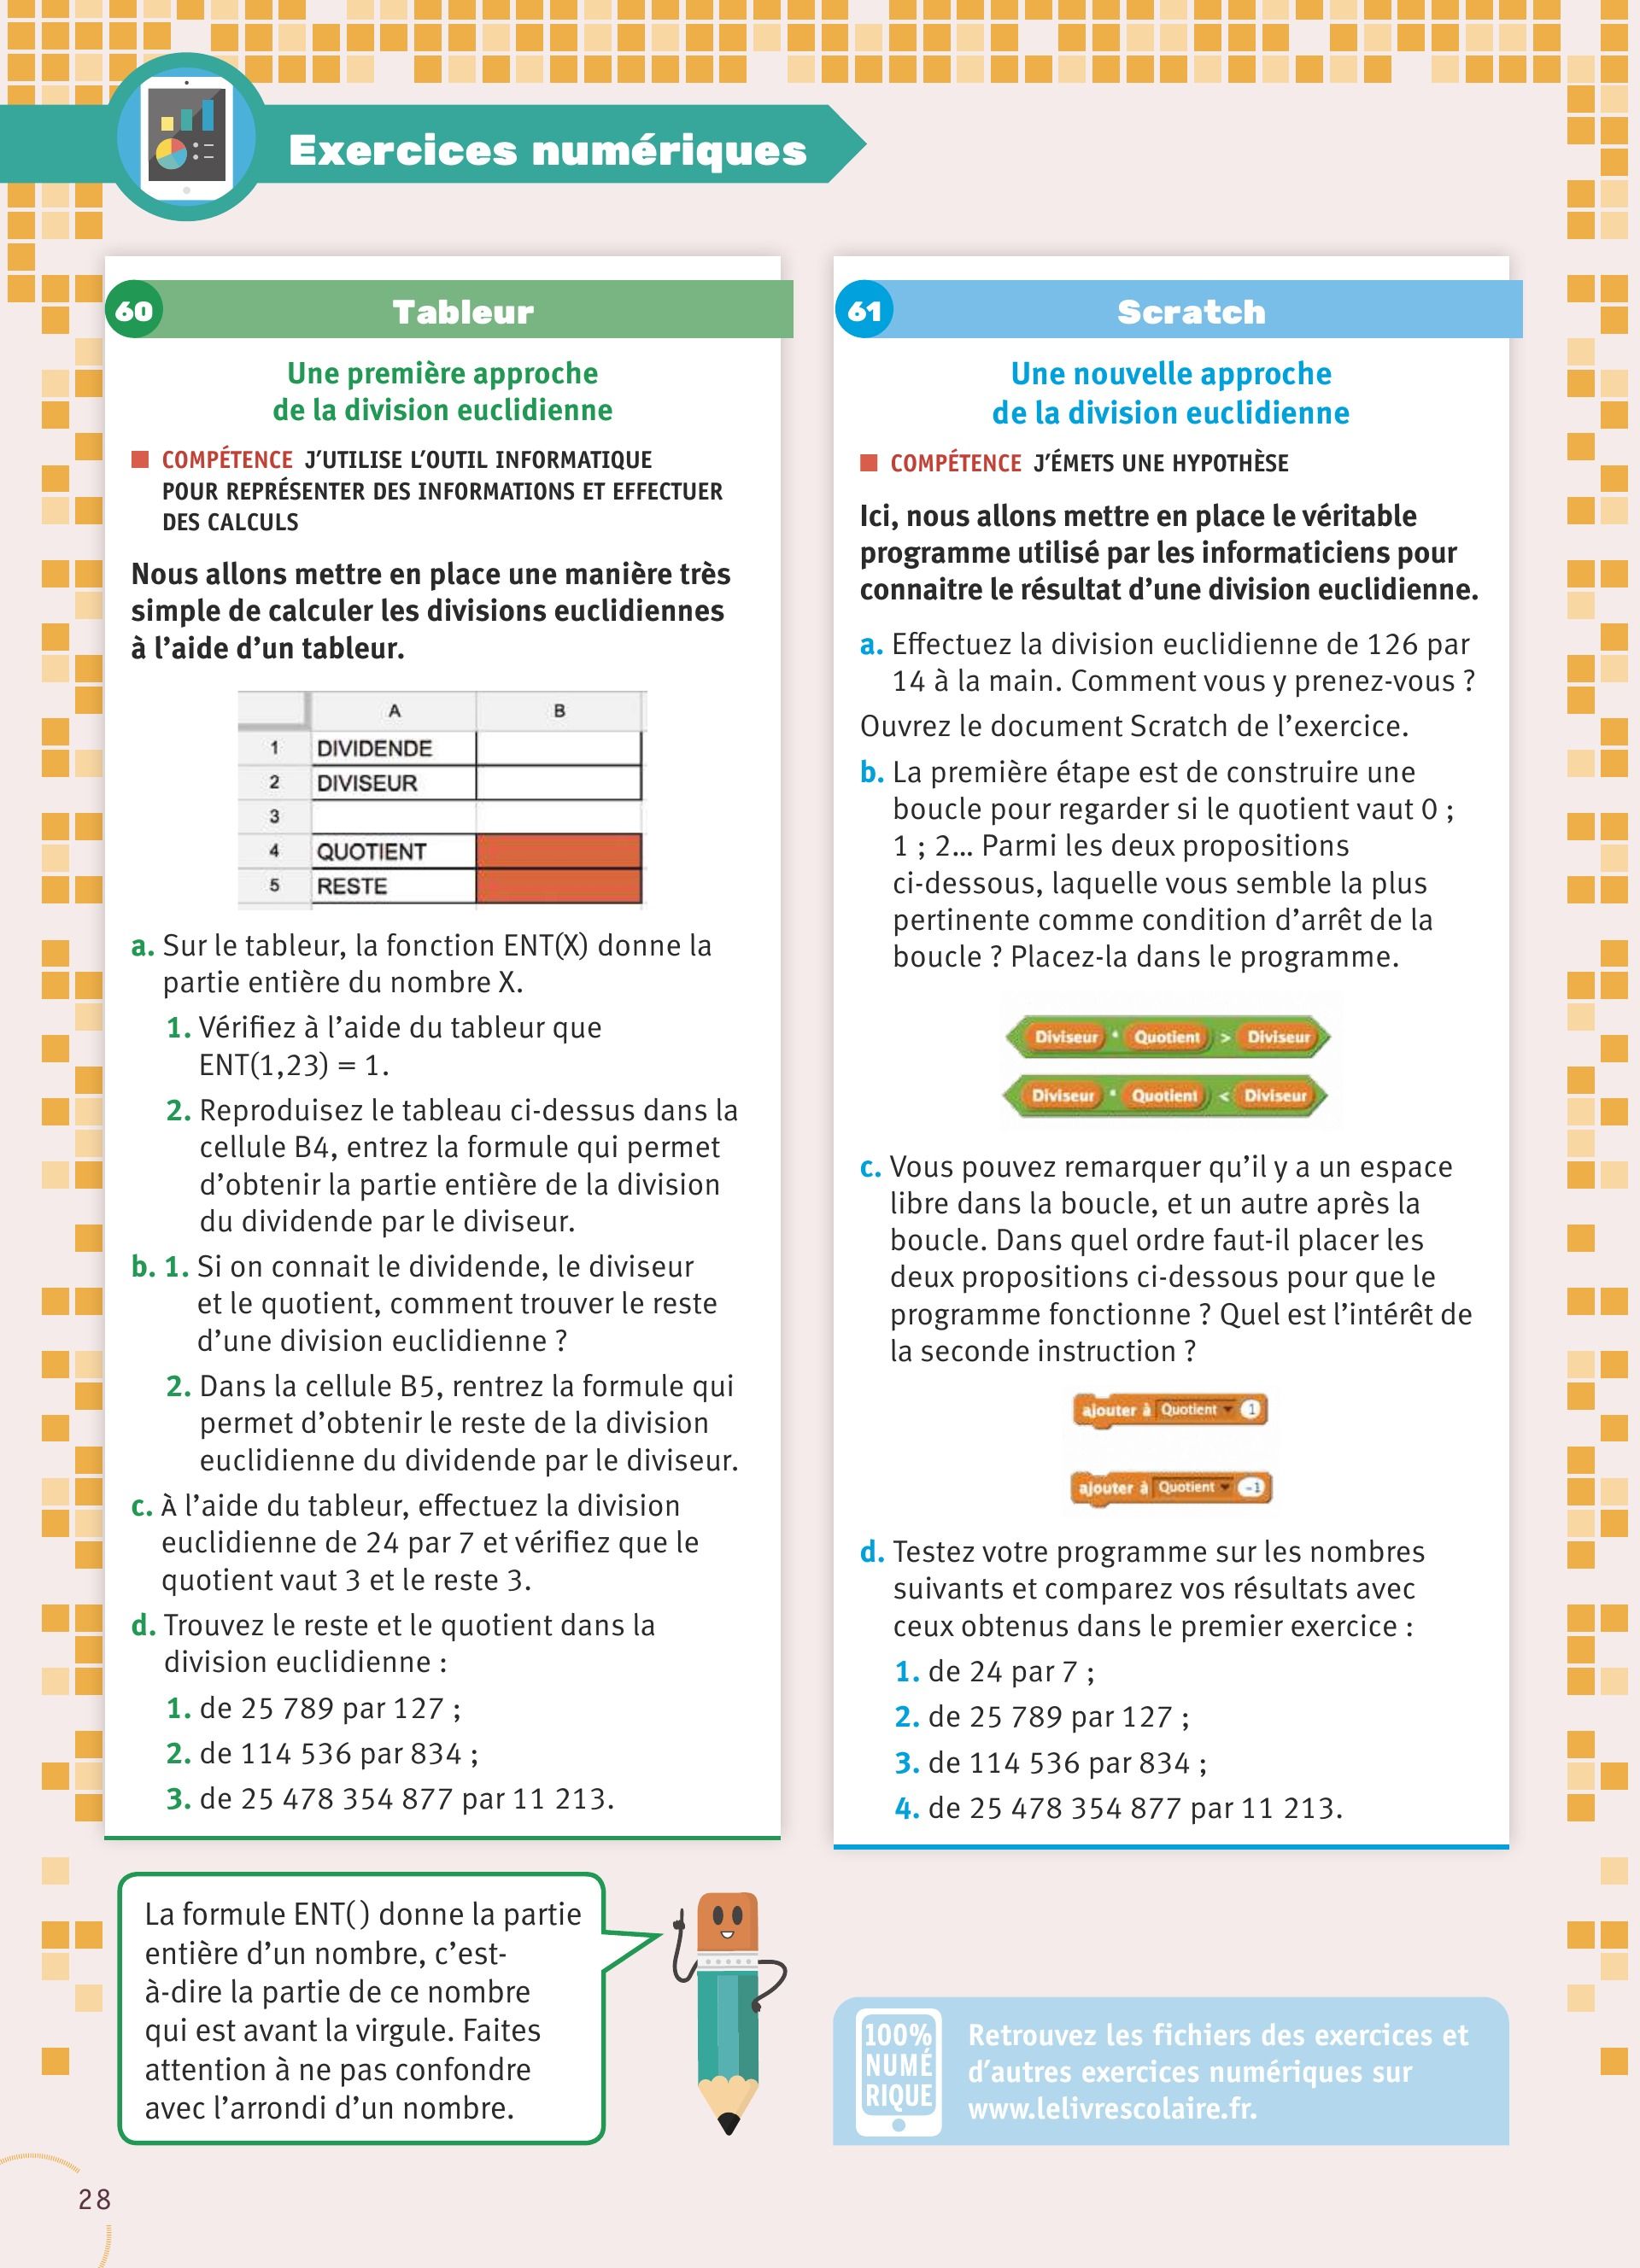 Exercices numériques
60
Tableur
Une première approche
de la division euclidienne
COMPÉTENCE J'UTILISE L'OUTIL INFORMATIQUE
POUR REPRÉSENTER DES INFORMATIONS ET EFFECTUER
DES CALCULS
Nous allons mettre en place une manière très
simple de calculer les divisions euclidiennes
à l'aide d'un tableur.
A B
1 DIVIDENDE
2 DIVISEUR
3
4 QUOTIENT
5 RESTE
a. Sur le tableur, la fonction ENT(X) donne la
partie entière du nombre X.
1. Vérifiez à l'aide du tableur que
ENT(1,23) = 1.
2. Reproduisez le tableau ci-dessus dans la
cellule B4, entrez la formule qui permet
d'obtenir la partie entière de la division
du dividende par le diviseur.
b. 1. Si on connait le dividende, le diviseur
et le quotient, comment trouver le reste
d'une division euclidienne ?
2. Dans la cellule B5, rentrez la formule qui
permet d'obtenir le reste de la division
euclidienne du dividende par le diviseur.
c. À l'aide du tableur, effectuez la division
euclidienne de 24 par 7 et vérifiez que le
quotient vaut 3 et le reste 3.
d. Trouvez le reste et le quotient dans la
division euclidienne :
1. de 25 789 par 127 ;
2. de 114 536 par 834 ;
3. de 25 478 354 877 par 11 213.
La formule ENT() donne la partie
entière d'un nombre, c'est-
à-dire la partie de ce nombre
qui est avant la virgule. Faites
attention à ne pas confondre
avec l'arrondi d'un nombre.
61
Scratch
Une nouvelle approche
de la division euclidienne
COMPÉTENCE J'ÉMETS UNE HYPOTHÈSE
Ici, nous allons mettre en place le véritable
programme utilisé par les informaticiens pour
connaitre le résultat d'une division euclidienne.
a. Effectuez la division euclidienne de 126 par
14 à la main. Comment vous y prenez-vous ?
Ouvrez le document Scratch de l'exercice.
b. La première étape est de construire une
boucle pour regarder si le quotient vaut 0 ;
1 ; 2… Parmi les deux propositions
ci-dessous, laquelle vous semble la plus
pertinente comme condition d'arrêt de la
boucle ? Placez-la dans le programme.
Diviseur * Quotient > Diviseur
Diviseur * Quotient < Diviseur
c. Vous pouvez remarquer qu'il y a un espace
libre dans la boucle, et un autre après la
boucle. Dans quel ordre faut-il placer les
deux propositions ci-dessous pour que le
programme fonctionne ? Quel est l'intérêt de
la seconde instruction ?
ajouter à Quotient 1
ajouter à Quotient -1
d. Testez votre programme sur les nombres
suivants et comparez vos résultats avec
ceux obtenus dans le premier exercice :
1. de 24 par 7 ;
2. de 25 789 par 127 ;
3. de 114 536 par 834 ;
4. de 25 478 354 877 par 11 213.
100%
NUMÉ
RIQUE
Retrouvez les fichiers des exercices et
d'autres exercices numériques sur
www.lelivrescolaire.fr.
28